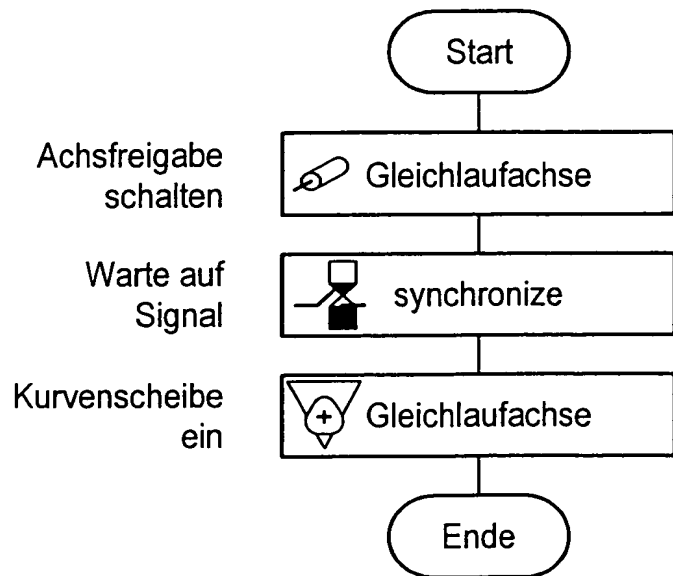 Start
Achsfreigabe
schalten
Gleichlaufachse
Warte auf
Signal
synchronize
Kurvenscheibe
ein
Gleichlaufachse
Ende